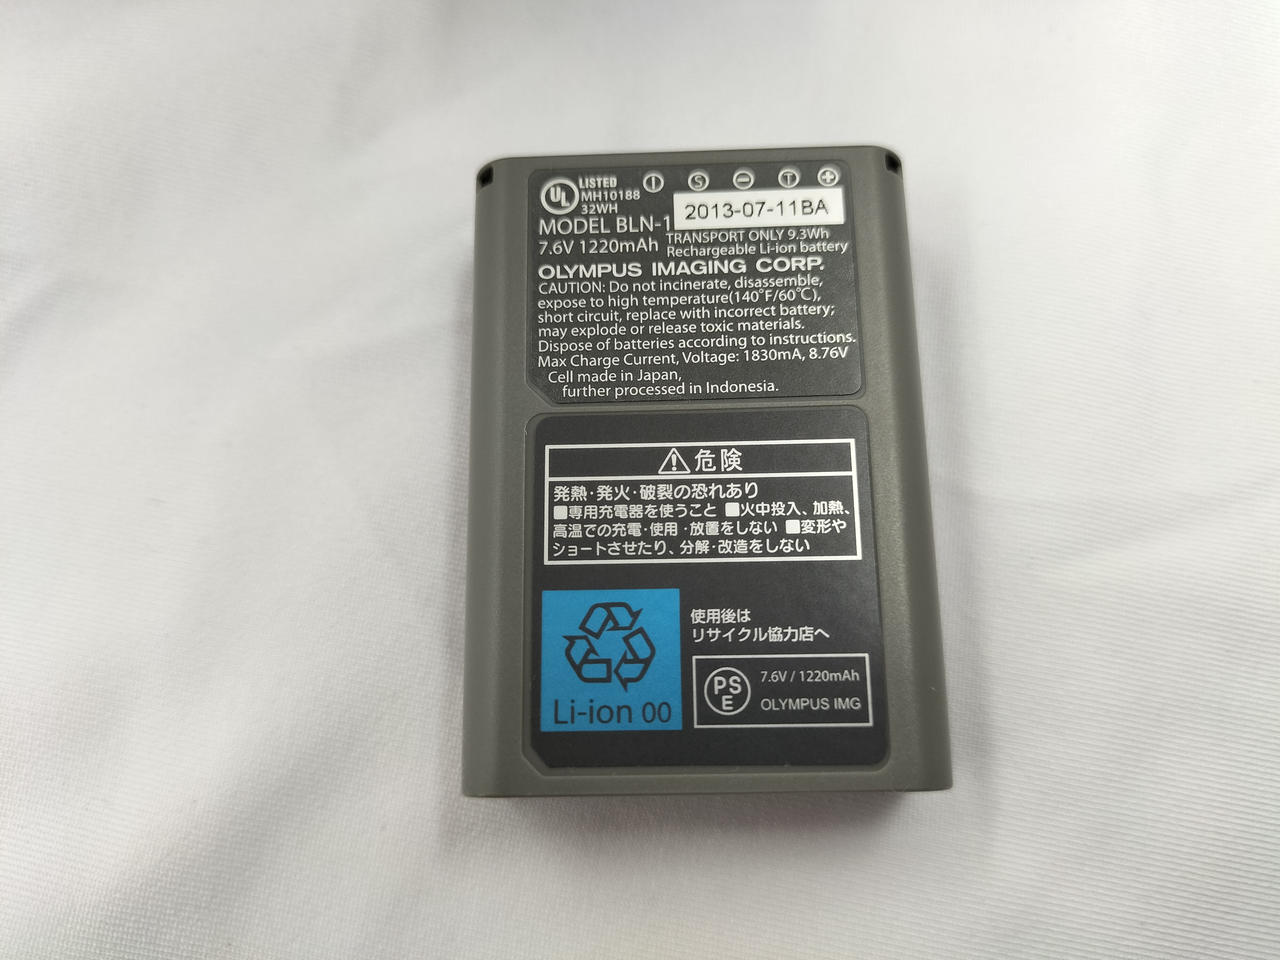 UL LISTED
MH10188
32WH
I S − T +
2013-07-11BA
MODEL BLN-1
TRANSPORT ONLY 9.3Wh
7.6V 1220mAh Rechargeable Li-ion battery
OLYMPUS IMAGING CORP.
CAUTION: Do not incinerate, disassemble,
expose to high temperature(140°F/60℃),
short circuit, replace with incorrect battery;
may explode or release toxic materials.
Dispose of batteries according to instructions.
Max Charge Current, Voltage: 1830mA, 8.76V
Cell made in Japan,
further processed in Indonesia.
危険
発熱・発火・破裂の恐れあり
■専用充電器を使うこと ■火中投入、加熱、
高温での充電・使用・放置をしない ■変形や
ショートさせたり、分解・改造をしない
使用後は
リサイクル協力店へ
Li-ion 00
PSE
7.6V / 1220mAh
OLYMPUS IMG